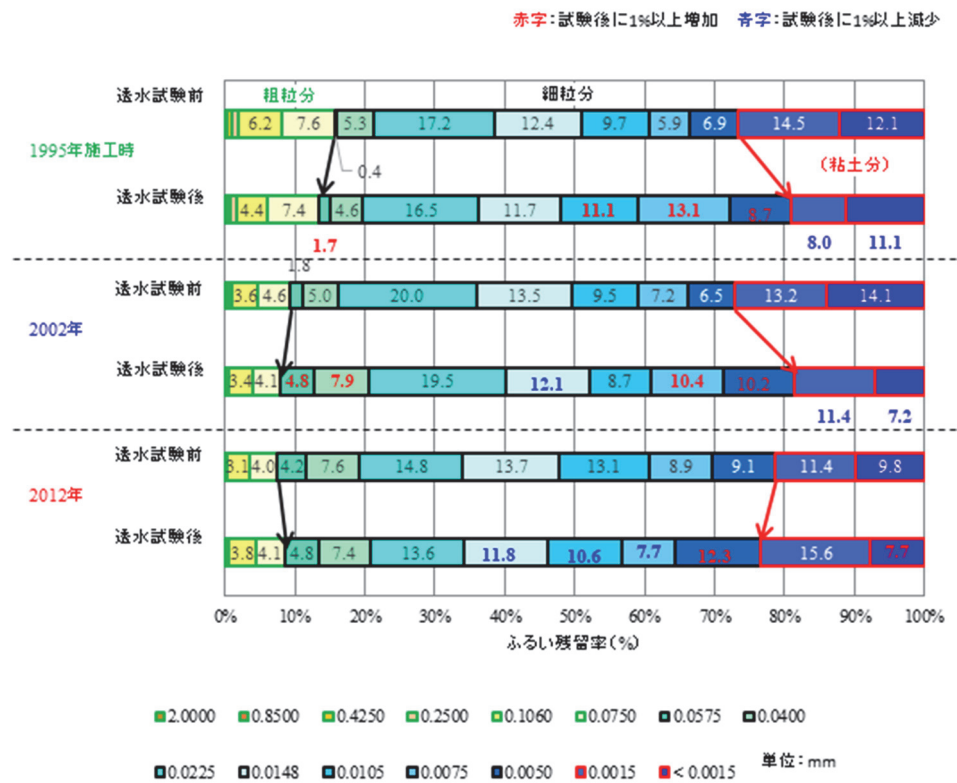 赤字：試験後に1%以上増加　青字：試験後に1%以上減少
透水試験前
粗粒分
細粒分
6.2 7.6 5.3 17.2 12.4 9.7 5.9 6.9 14.5 12.1
1995年施工時
0.4
（粘土分）
透水試験後
4.4 7.4 4.6 16.5 11.7 11.1 13.1 8.7
1.7
8.0 11.1
1.8
透水試験前
3.6 4.6 5.0 20.0 13.5 9.5 7.2 6.5 13.2 14.1
2002年
透水試験後
3.4 4.1 4.8 7.9 19.5 12.1 8.7 10.4 10.2
11.4 7.2
透水試験前
3.1 4.0 4.2 7.6 14.8 13.7 13.1 8.9 9.1 11.4 9.8
2012年
透水試験後
3.8 4.1 4.8 7.4 13.6 11.8 10.6 7.7 12.3 15.6 7.7
0% 10% 20% 30% 40% 50% 60% 70% 80% 90% 100%
ふるい残留率(%)
2.0000 0.8500 0.4250 0.2500 0.1060 0.0750 0.0575 0.0400
0.0225 0.0148 0.0105 0.0075 0.0050 0.0015 <0.0015 単位：mm